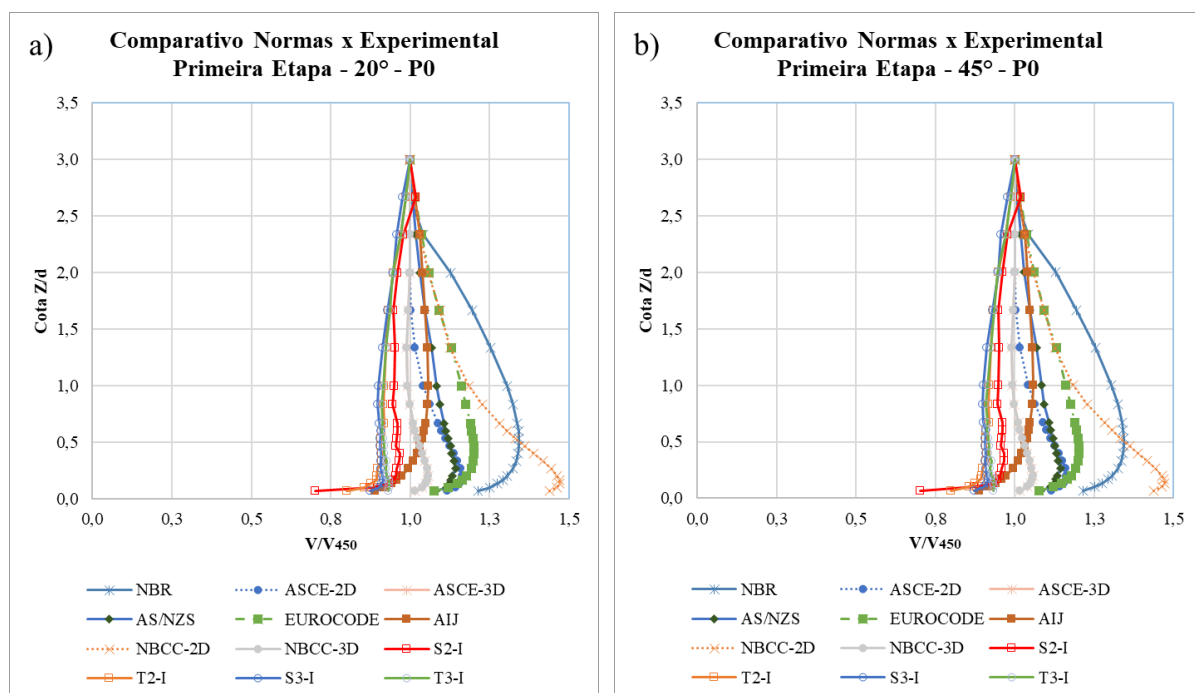 a)
Comparativo Normas x Experimental
Primeira Etapa - 20° - P0
3,5
3,0
2,5
2,0
1,5
1,0
0,5
0,0
Cota Z/d
0,0 0,3 0,5 0,8 1,0 1,3 1,5
V/V450
NBR ASCE-2D ASCE-3D
AS/NZS EUROCODE AIJ
NBCC-2D NBCC-3D S2-I
T2-I S3-I T3-I
b)
Comparativo Normas x Experimental
Primeira Etapa - 45° - P0
3,5
3,0
2,5
2,0
1,5
1,0
0,5
0,0
Cota Z/d
0,0 0,3 0,5 0,8 1,0 1,3 1,5
V/V450
NBR ASCE-2D ASCE-3D
AS/NZS EUROCODE AIJ
NBCC-2D NBCC-3D S2-I
T2-I S3-I T3-I